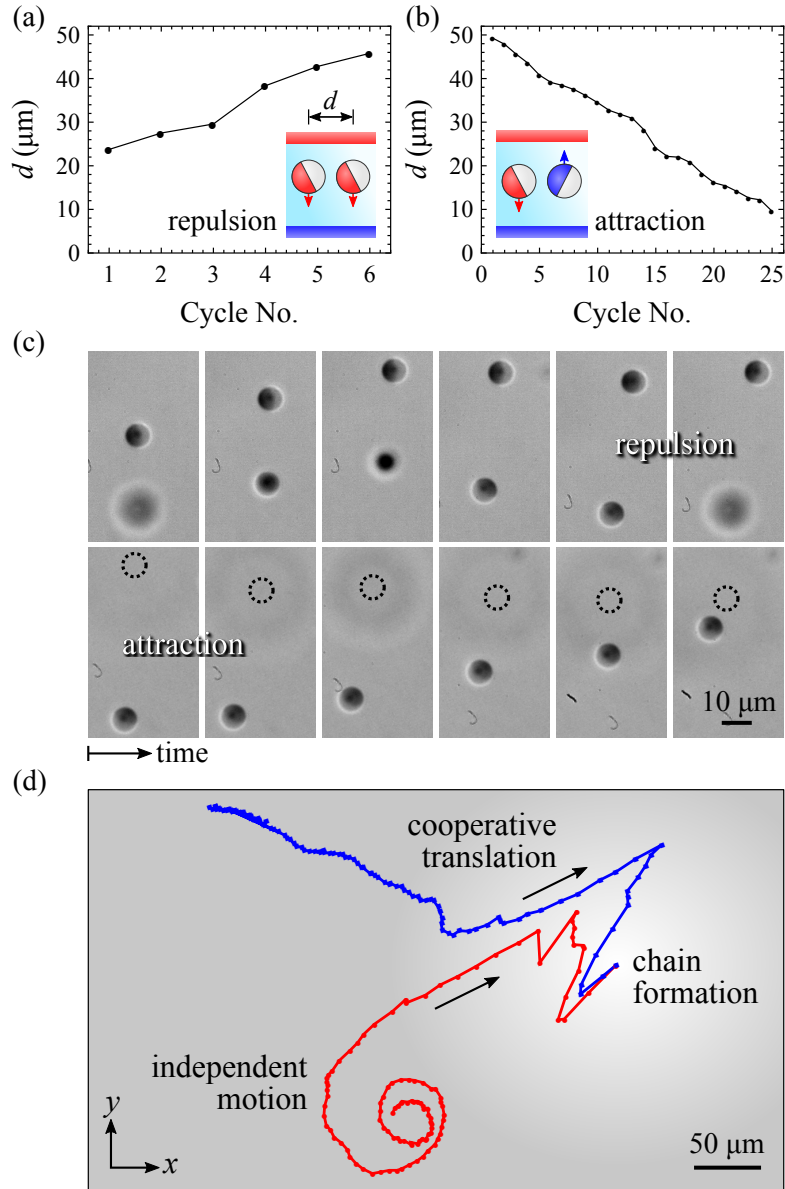 (a)
50
40
30
20
10
0
d (μm)
d
repulsion
1 2 3 4 5 6
Cycle No.
(b)
50
40
30
20
10
0
d (μm)
attraction
0 5 10 15 20 25
Cycle No.
(c)
repulsion
attraction
10 μm
time
(d)
cooperative
translation
chain
formation
independent
motion
y
x
50 μm